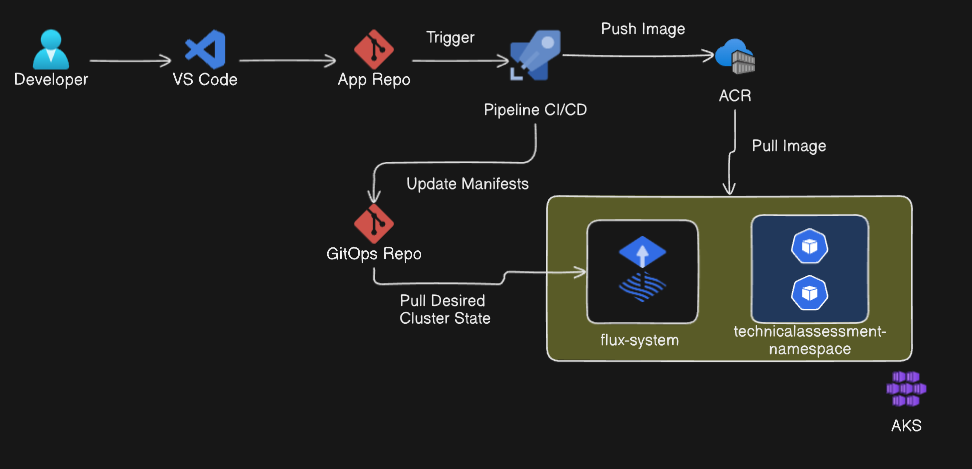 Trigger
Push Image
Developer
VS Code
App Repo
Pipeline CI/CD
ACR
Pull Image
Update Manifests
GitOps Repo
Pull Desired
Cluster State
flux-system
technicalassessment-
namespace
AKS